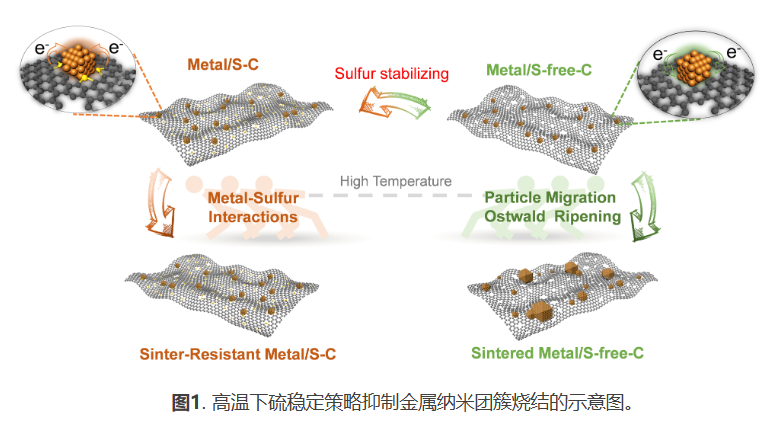 e- e- e- e-
Metal/S-C Sulfur stabilizing Metal/S-free-C
High Temperature
Metal-Sulfur
Interactions
Particle Migration
Ostwald Ripening
Sinter-Resistant Metal/S-C Sintered Metal/S-free-C
图1. 高温下硫稳定策略抑制金属纳米团簇烧结的示意图。